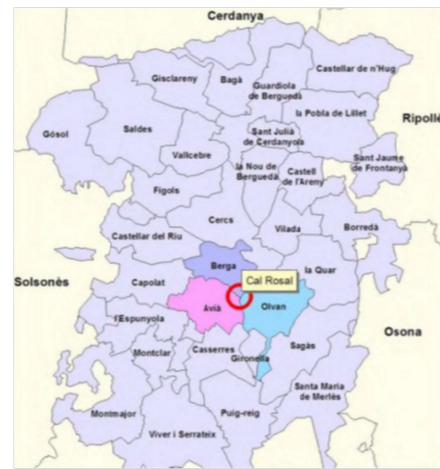 Cerdanya
Castellar de n'Hug
Gisclareny
Bagà
Guardiola
de Berguedà
la Pobla de Lillet
Ripollè
Gósol
Saldes
Sant Julià
de Cerdanyola
Vallcebre
la Nou de
Berguedà
Castell
de l'Areny
Sant Jaume
de Frontanyà
Fígols
Cercs
Vilada
Borredà
Castellar del Riu
Berga
la Quar
Solsonès
Capolat
Cal Rosal
Avià
Olvan
l'Espunyola
Osona
Montclar
Casserres
Gironella
Sagàs
Santa Maria
de Merlès
Montmajor
Puig-reig
Viver i Serrateix